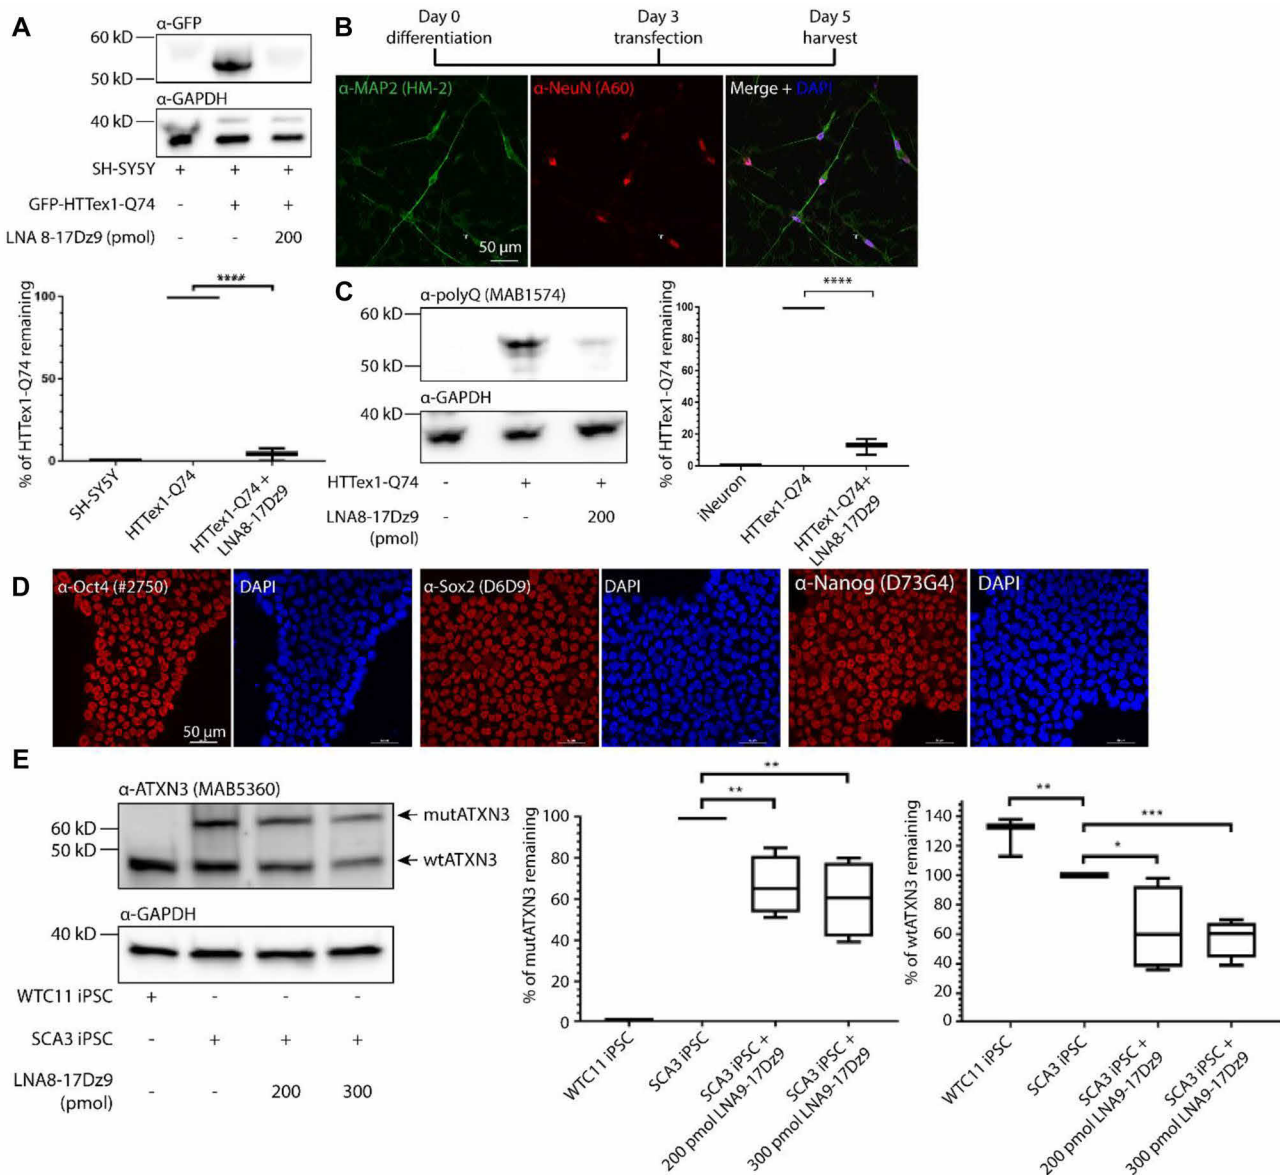 A
α-GFP
60 kD
50 kD
α-GAPDH
40 kD
SH-SY5Y + + +
GFP-HTTex1-Q74 - + +
LNA 8-17Dz9 (pmol) - - 200
% of HTTex1-Q74 remaining
100
50
0
****
SH-SY5Y
HTTex1-Q74
HTTex1-Q74 +
LNA8-17Dz9
B
Day 0
differentiation
Day 3
transfection
Day 5
harvest
α-MAP2 (HM-2)
50 μm
α-NeuN (A60)
Merge + DAPI
C
α-polyQ (MAB1574)
60 kD
50 kD
α-GAPDH
40 kD
HTTex1-Q74 - + +
LNA8-17Dz9 - - 200
(pmol)
% of HTTex1-Q74 remaining
100
80
60
40
20
0
****
iNeuron
HTTex1-Q74
HTTex1-Q74+
LNA8-17Dz9
D
α-Oct4 (#2750)
50 μm
DAPI
α-Sox2 (D6D9)
DAPI
α-Nanog (D73G4)
DAPI
E
α-ATXN3 (MAB5360)
60 kD
50 kD
mutATXN3
wtATXN3
α-GAPDH
40 kD
WTC11 iPSC + - - -
SCA3 iPSC - + + +
LNA8-17Dz9 - - 200 300
(pmol)
% of mutATXN3 remaining
100
80
60
40
20
0
**
**
WTC11 iPSC
SCA3 iPSC
SCA3 iPSC +
200 pmol LNA9-17Dz9
SCA3 iPSC +
300 pmol LNA9-17Dz9
% of wtATXN3 remaining
140
120
100
80
60
40
20
0
**
***
*
WTC11 iPSC
SCA3 iPSC
SCA3 iPSC +
200 pmol LNA9-17Dz9
SCA3 iPSC +
300 pmol LNA9-17Dz9